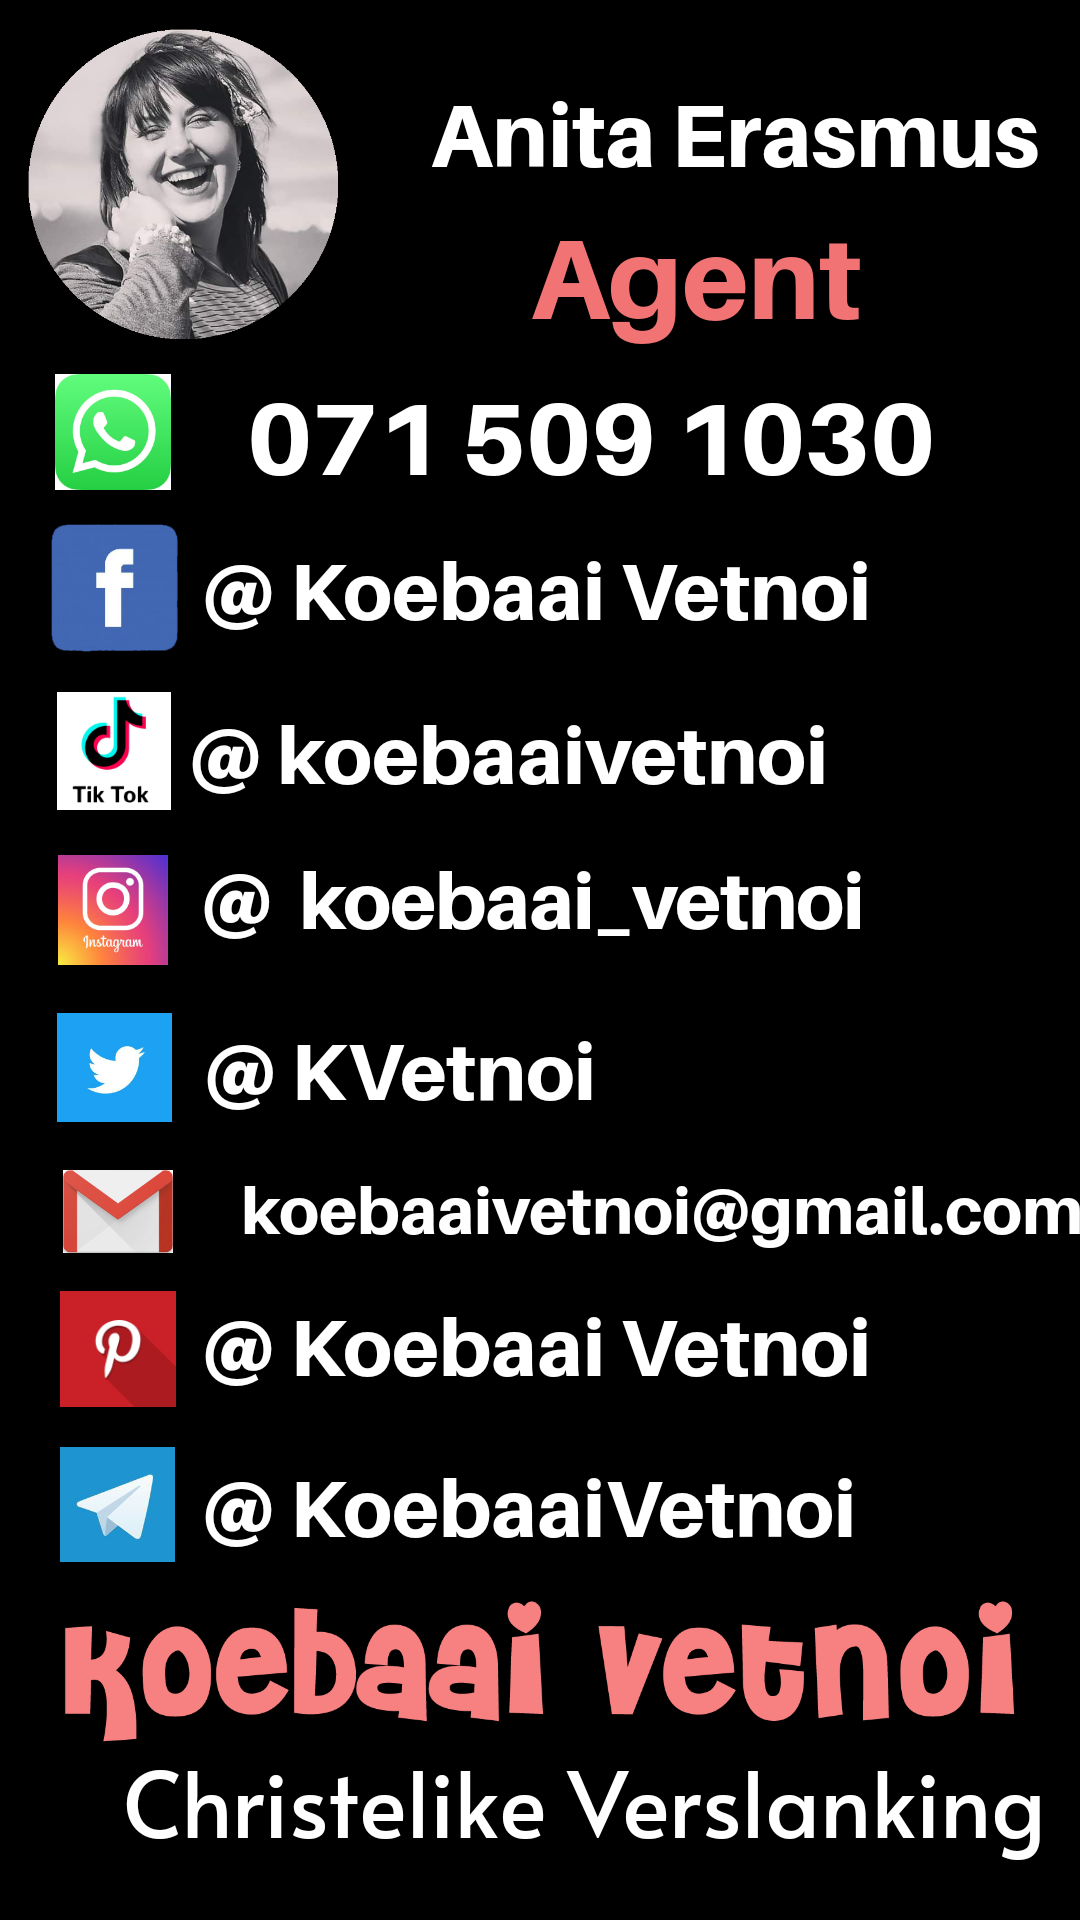 Anita Erasmus
Agent
071 509 1030
@ Koebaai Vetnoi
Tik Tok
@ koebaaivetnoi
Instagram
@ koebaai_vetnoi
@ KVetnoi
koebaaivetnoi@gmail.com
@ Koebaai Vetnoi
@ KoebaaiVetnoi
Koebaai Vetnoi
Christelike Verslanking